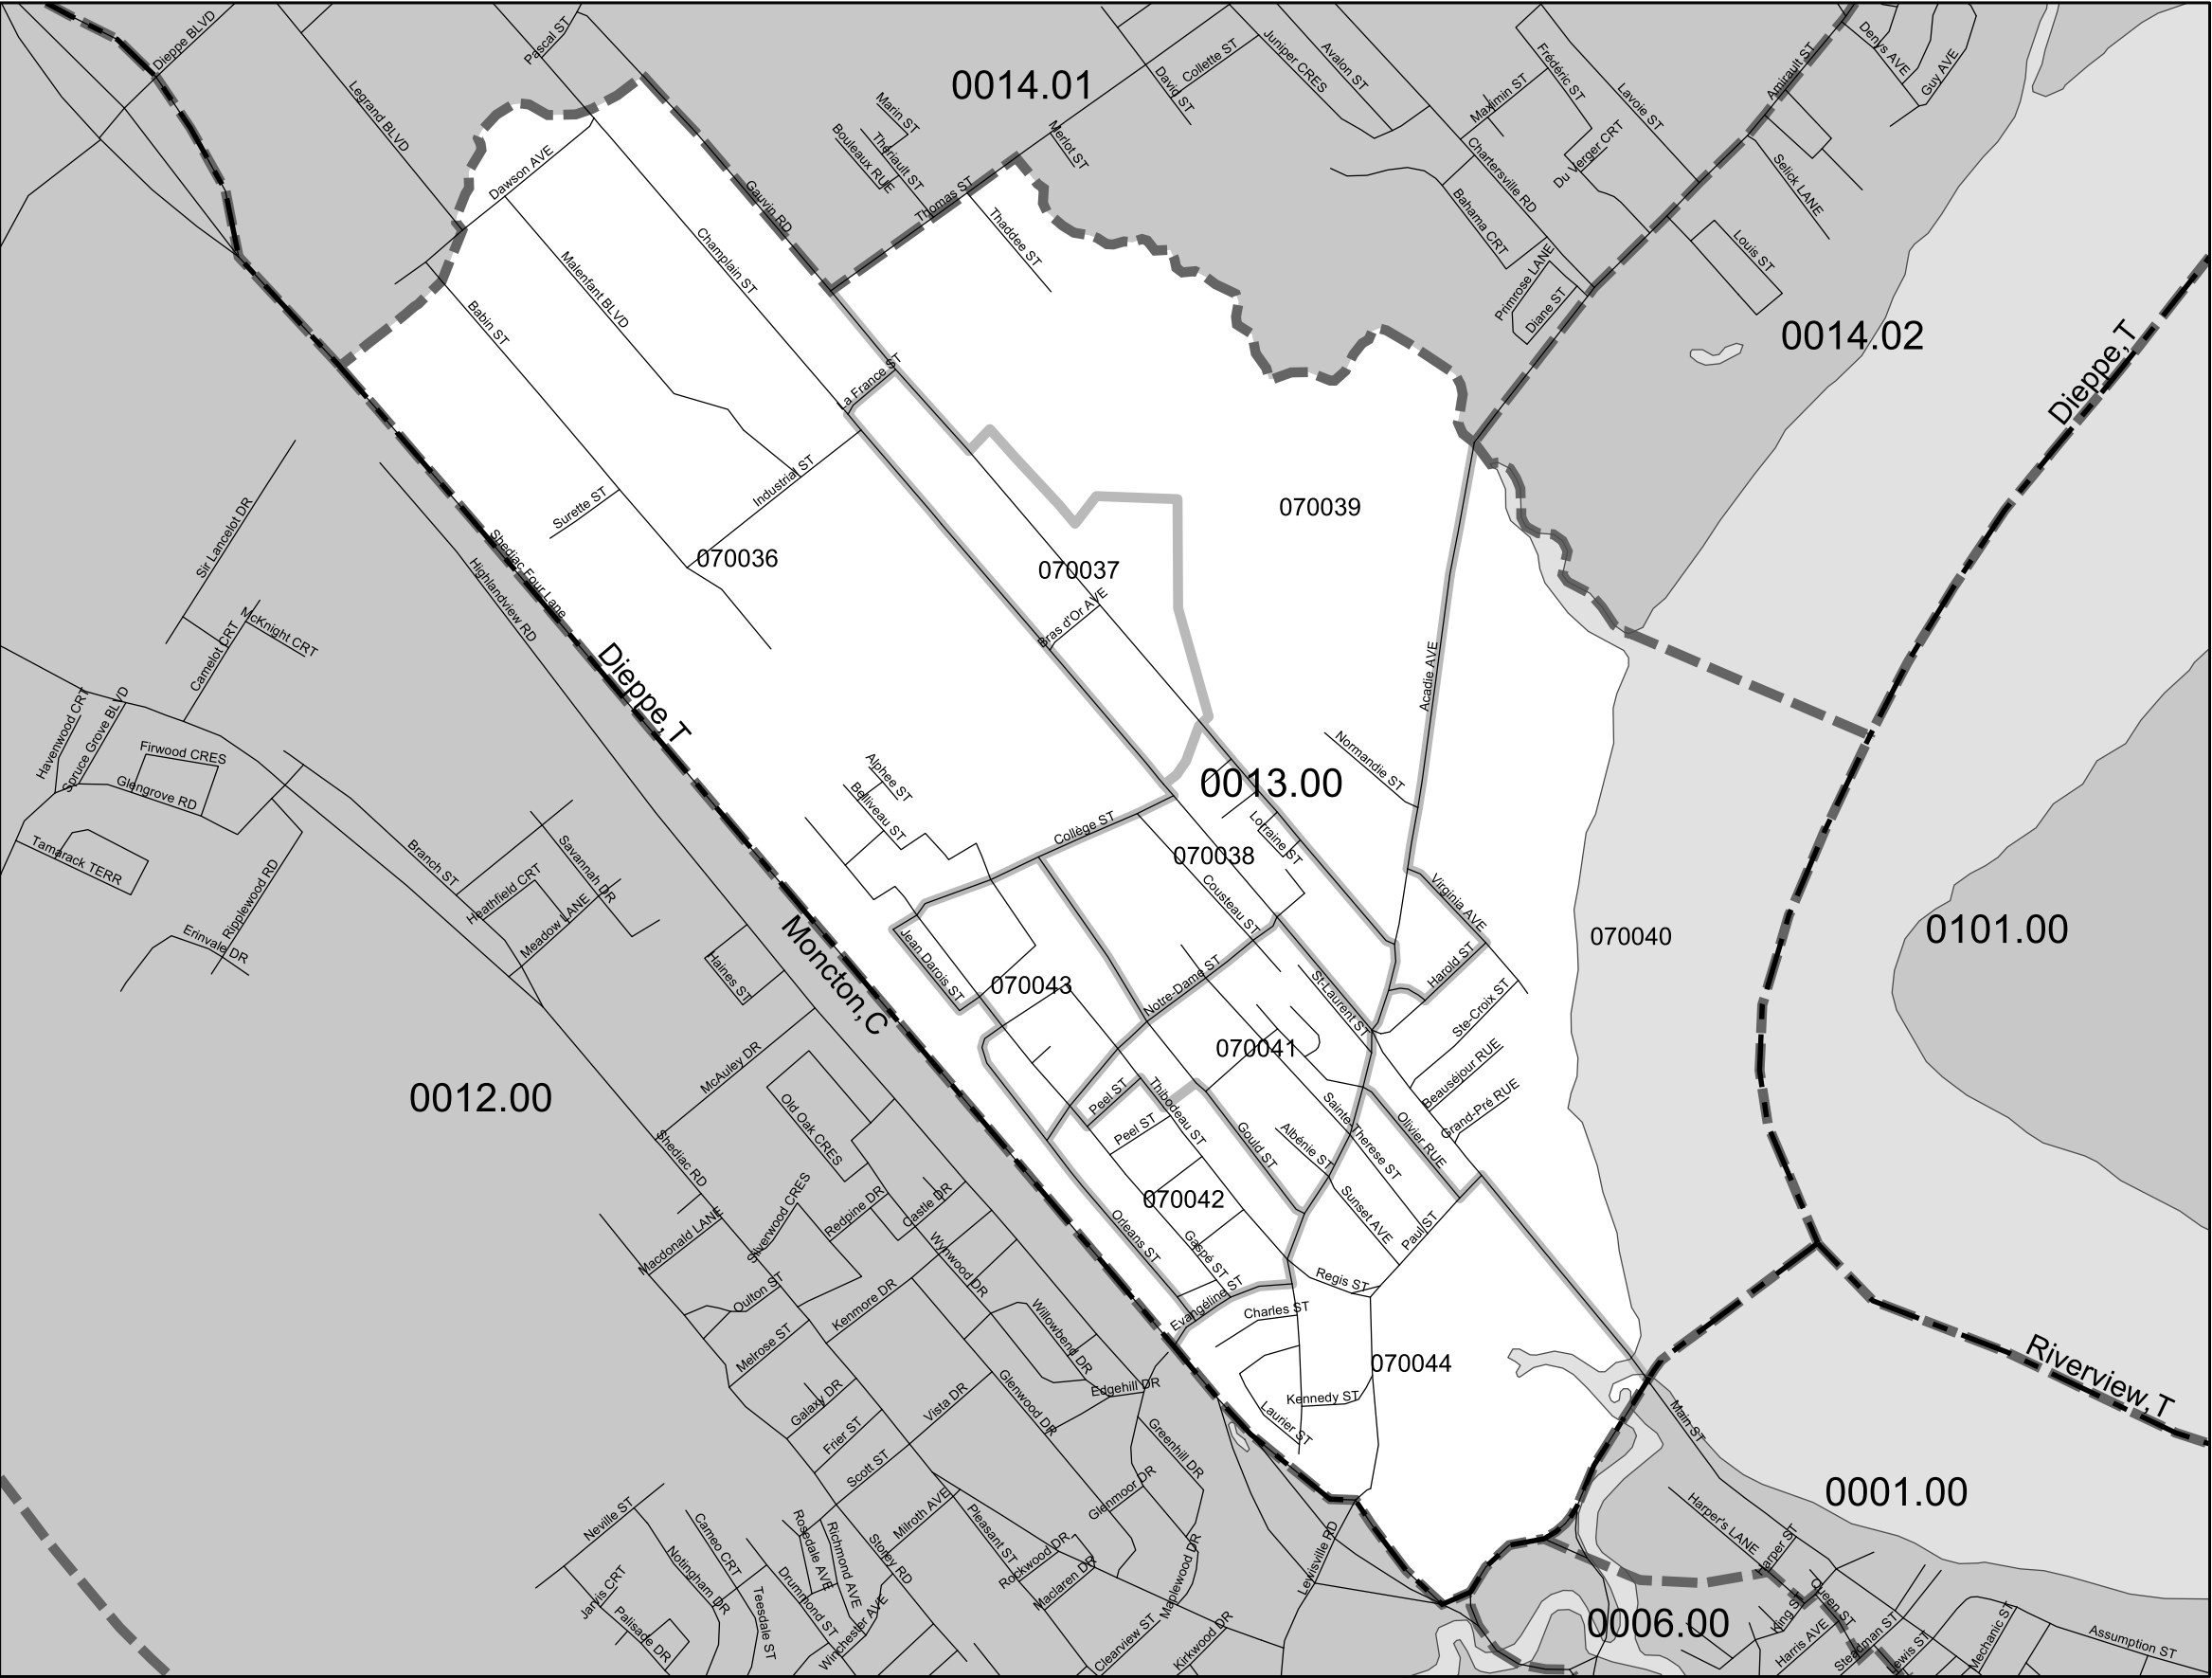 Dieppe BLVD
Pascal ST
Legrand BLVD
0014.01
David ST
Collette ST
Juniper CRES
Avalon ST
Frédéric ST
Maximin ST
Lavoie ST
Amirault ST
Denys AVE
Guy AVE
Marin ST
Thériault ST
Bouleaux RUE
Merlot ST
Chartersville RD
Du Verger CRT
Selick LANE
Dawson AVE
Gauvin RD
Thomas ST
Thaddee ST
Bahama CRT
Louis ST
Primrose LANE
Diane ST
Champlain ST
Malenfant BLVD
Babin ST
0014.02
Dieppe,T
La France ST
Industrial ST
Surette ST
Sir Lancelot DR
070039
070036
070037
Shediac Four Lane
Highlandview RD
Bras d'Or AVE
McKnight CRT
Camelot CRT
Acadie AVE
Dieppe,T
Havenwood CRT
Spruce Grove BLVD
Firwood CRES
Glengrove RD
Normandie ST
Alphee ST
Belliveau ST
0013.00
Collège ST
Lorraine ST
Tamarack TERR
Branch ST
Savannah DR
070038
Heathfield CRT
Ripplewood RD
Meadow LANE
Cousteau ST
Virginia AVE
Erinvale DR
Moncton,C
Jean Darois ST
070040
0101.00
Haines ST
070043
Notre-Dame ST
St-Laurent ST
Harold ST
Ste-Croix ST
070041
McAuley DR
Beauséjour RUE
0012.00
Old Oak CRES
Peel ST
Thibodeau ST
Peel ST
Gould ST
Albénie ST
Sainte-Therese ST
Olivier RUE
Grand-Pré RUE
Shediac RD
070042
Silverwood CRES
Redpine DR
Castle DR
Orleans ST
Sunset AVE
Paul ST
Macdonald LANE
Wynwood DR
Gaspé ST
Oulton ST
Kenmore DR
Regis ST
Evangéline ST
Charles ST
Willowbend DR
Melrose ST
070044
Riverview,T
Glenwood DR
Edgehill DR
Kennedy ST
Galaxy DR
Vista DR
Laurier ST
Main ST
Frier ST
Greenhill DR
Scott ST
Glenmoor DR
0001.00
Harper's LANE
Neville ST
Cameo CRT
Rosedale AVE
Richmond AVE
Milroth AVE
Pleasant ST
Storey RD
Rockwood DR
Maclaren DR
Maplewood DR
Lewisville RD
Harper ST
Notingham DR
Jarvis CRT
Drummond ST
Teesdale ST
Winchester AVE
Palisade DR
Clearview ST
Kirkwood DR
0006.00
King ST
Queen ST
Harris AVE
Steadman ST
Lewis ST
Mechanic ST
Assumption ST